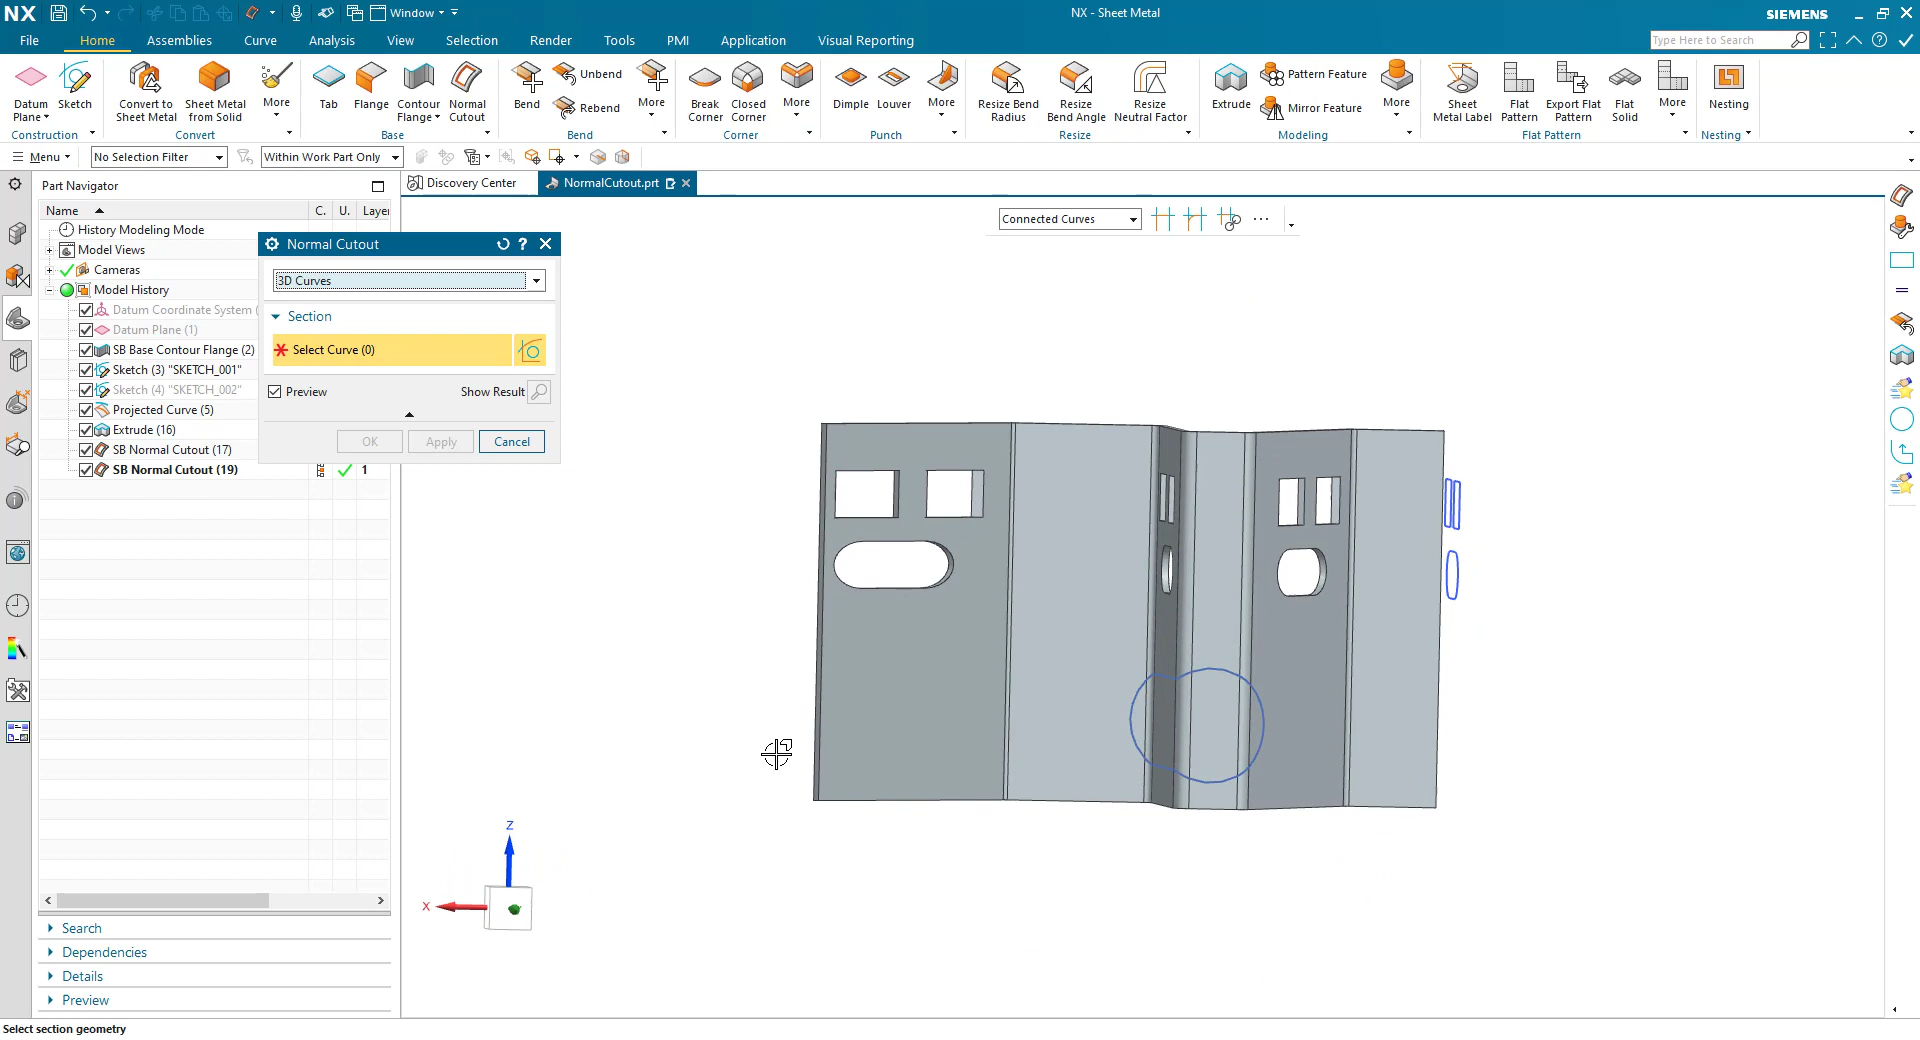 NX
Window
NX - Sheet Metal
SIEMENS
File
Home
Assemblies
Curve
Analysis
View
Selection
Render
Tools
PMI
Application
Visual Reporting
Type Here to Search
Datum Plane
Sketch
Convert to Sheet Metal
Sheet Metal from Solid
More
Tab
Flange
Contour Flange
Normal Cutout
Bend
Unbend
Rebend
More
Break Corner
Closed Corner
More
Dimple
Louver
More
Resize Bend Radius
Resize Bend Angle
Resize Neutral Factor
Extrude
Pattern Feature
Mirror Feature
More
Sheet Metal Label
Flat Pattern
Export Flat Pattern
Flat Solid
More
Nesting
Construction
Convert
Base
Bend
Corner
Punch
Resize
Modeling
Flat Pattern
Nesting
Menu
No Selection Filter
Within Work Part Only
Part Navigator
Discovery Center
NormalCutout.prt
Name
C.
U.
Layer
Connected Curves
History Modeling Mode
Model Views
Cameras
Model History
Datum Coordinate System (
Datum Plane (1)
SB Base Contour Flange (2)
Sketch (3) "SKETCH_001"
Sketch (4) "SKETCH_002"
Projected Curve (5)
Extrude (16)
SB Normal Cutout (17)
SB Normal Cutout (19)
1
Normal Cutout
3D Curves
Section
Select Curve (0)
Preview
Show Result
OK
Apply
Cancel
Z
X
Search
Dependencies
Details
Preview
Select section geometry